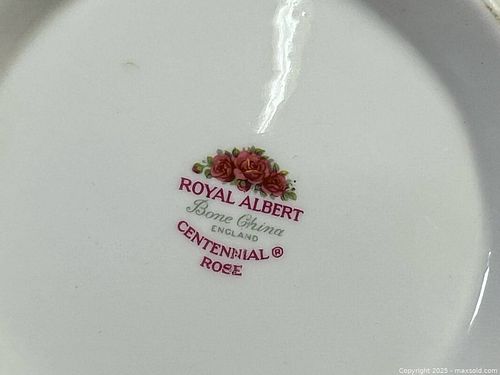 ROYAL ALBERT
Bone China
ENGLAND
CENTENNIAL ®
ROSE
Copyright 2025 - maxsold.com